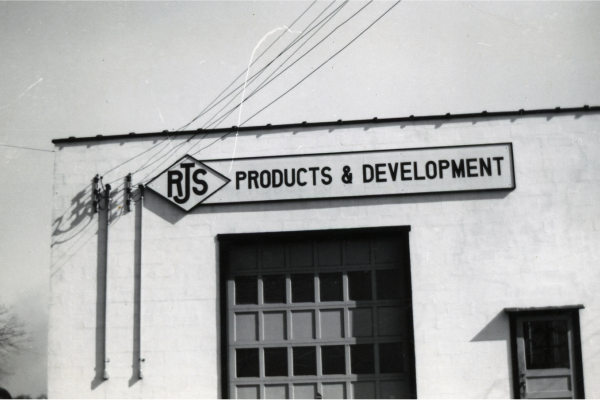 RJS PRODUCTS & DEVELOPMENT